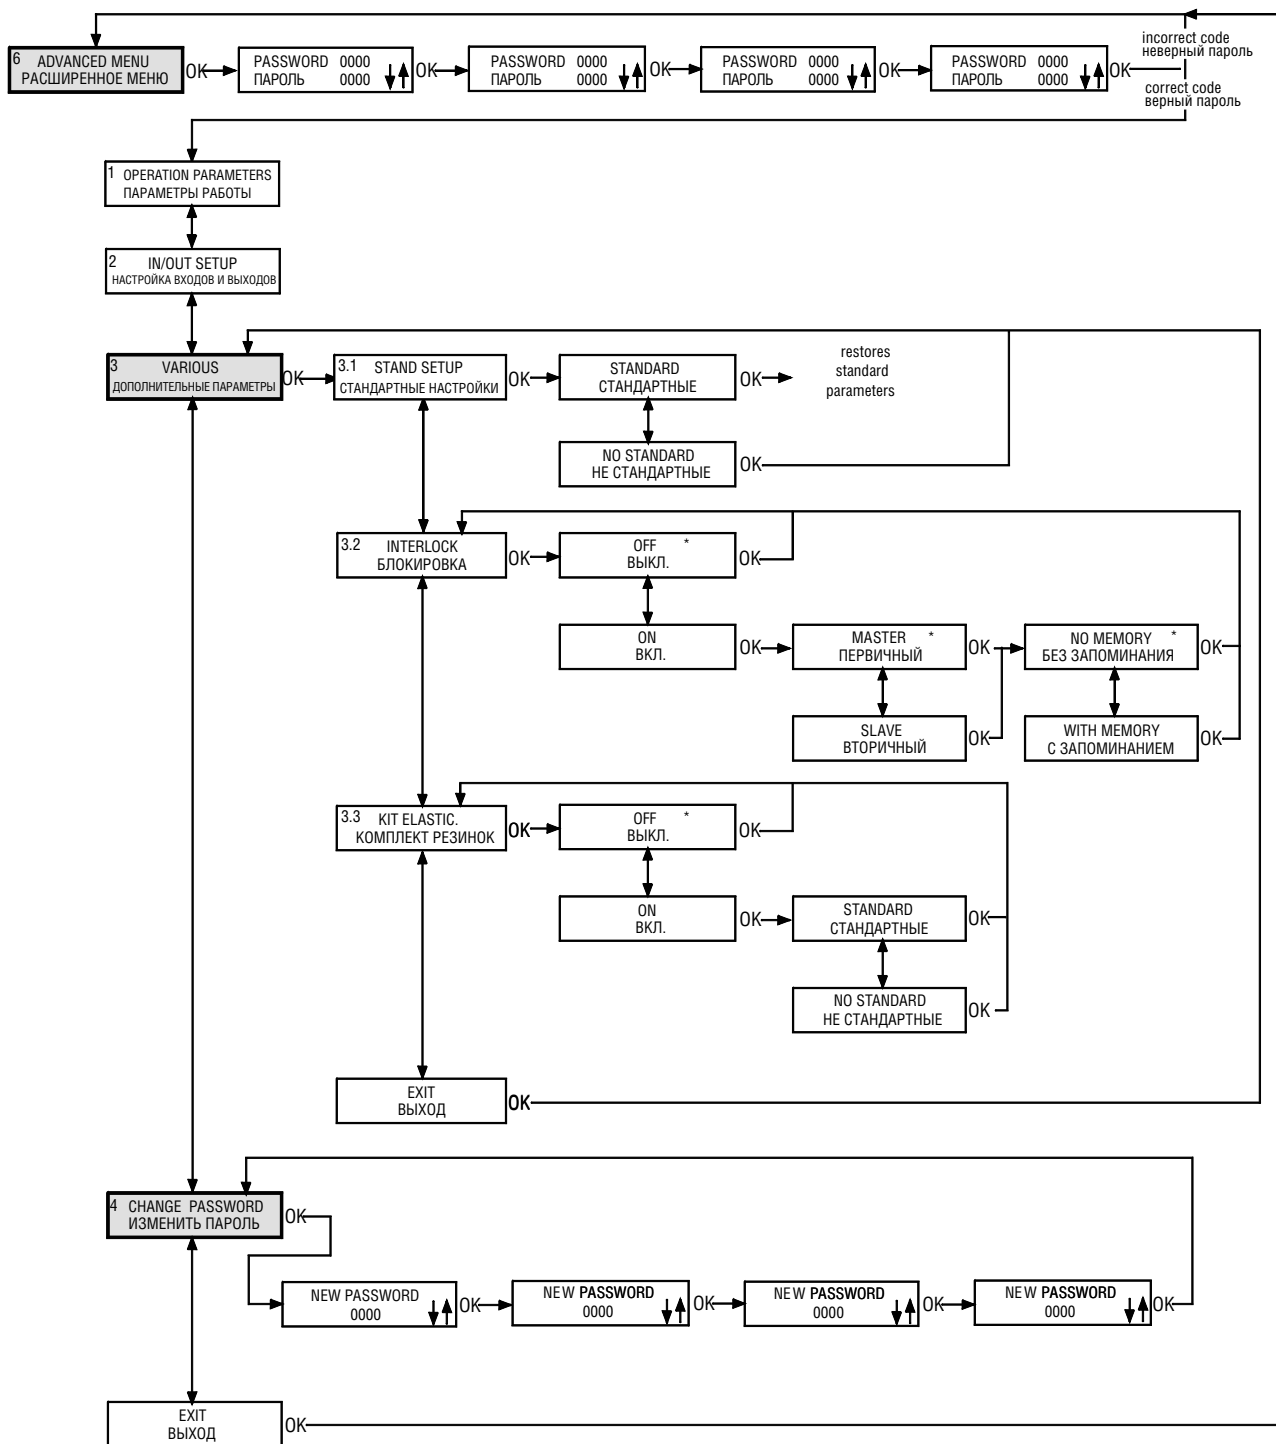 6 ADVANCED MENU
РАСШИРЕННОЕ МЕНЮ
OK
PASSWORD 0000
ПАРОЛЬ 0000
OK
PASSWORD 0000
ПАРОЛЬ 0000
OK
PASSWORD 0000
ПАРОЛЬ 0000
OK
PASSWORD 0000
ПАРОЛЬ 0000
OK
incorrect code
неверный пароль
correct code
верный пароль
1 OPERATION PARAMETERS
ПАРАМЕТРЫ РАБОТЫ
2 IN/OUT SETUP
НАСТРОЙКА ВХОДОВ И ВЫХОДОВ
3 VARIOUS
ДОПОЛНИТЕЛЬНЫЕ ПАРАМЕТРЫ
OK
3.1 STAND SETUP
СТАНДАРТНЫЕ НАСТРОЙКИ
OK
STANDARD
СТАНДАРТНЫЕ
OK
restores
standard
parameters
NO STANDARD
НЕ СТАНДАРТНЫЕ
OK
3.2 INTERLOCK
БЛОКИРОВКА
OK
OFF *
ВЫКЛ.
OK
ON
ВКЛ.
OK
MASTER *
ПЕРВИЧНЫЙ
OK
NO MEMORY *
БЕЗ ЗАПОМИНАНИЯ
OK
SLAVE
ВТОРИЧНЫЙ
OK
WITH MEMORY
С ЗАПОМИНАНИЕМ
OK
3.3 KIT ELASTIC.
КОМПЛЕКТ РЕЗИНОК
OK
OFF *
ВЫКЛ.
OK
ON
ВКЛ.
OK
STANDARD
СТАНДАРТНЫЕ
OK
NO STANDARD
НЕ СТАНДАРТНЫЕ
OK
EXIT
ВЫХОД
OK
4 CHANGE PASSWORD
ИЗМЕНИТЬ ПАРОЛЬ
OK
NEW PASSWORD
0000
OK
NEW PASSWORD
0000
OK
NEW PASSWORD
0000
OK
NEW PASSWORD
0000
OK
EXIT
ВЫХОД
OK